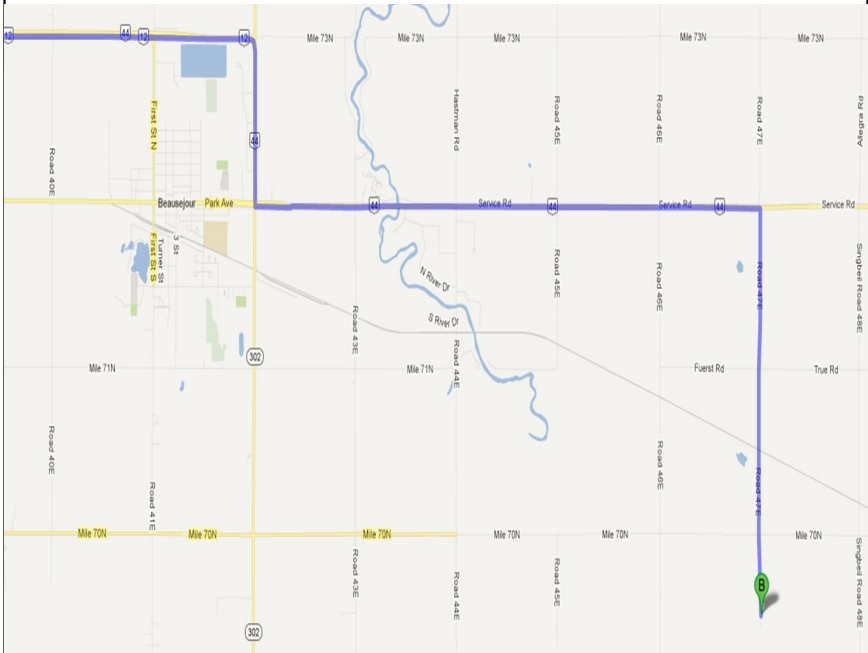 12
44
12
12
Mile 73N
Mile 73N
Mile 73N
Mile 73N
Mile 73N
First St N
Hastman Rd
Road 45E
Road 46E
Road 47E
Allegra Rd
44
Road 40E
Beausejour
Park Ave
44
Service Rd
44
Service Rd
44
Service Rd
First St S
Turner St
3 St
N River Dr
S River Dr
Road 45E
Road 46E
Road 47E
Singbeil Road 48E
Road 43E
302
Road 44E
Mile 71N
Mile 71N
Fuerst Rd
True Rd
Road 40E
Road 41E
Road 46E
Road 47E
Mile 70N
Mile 70N
Mile 70N
Mile 70N
Mile 70N
Mile 70N
Road 43E
Road 44E
Road 45E
Singbeil Road 48E
B
302